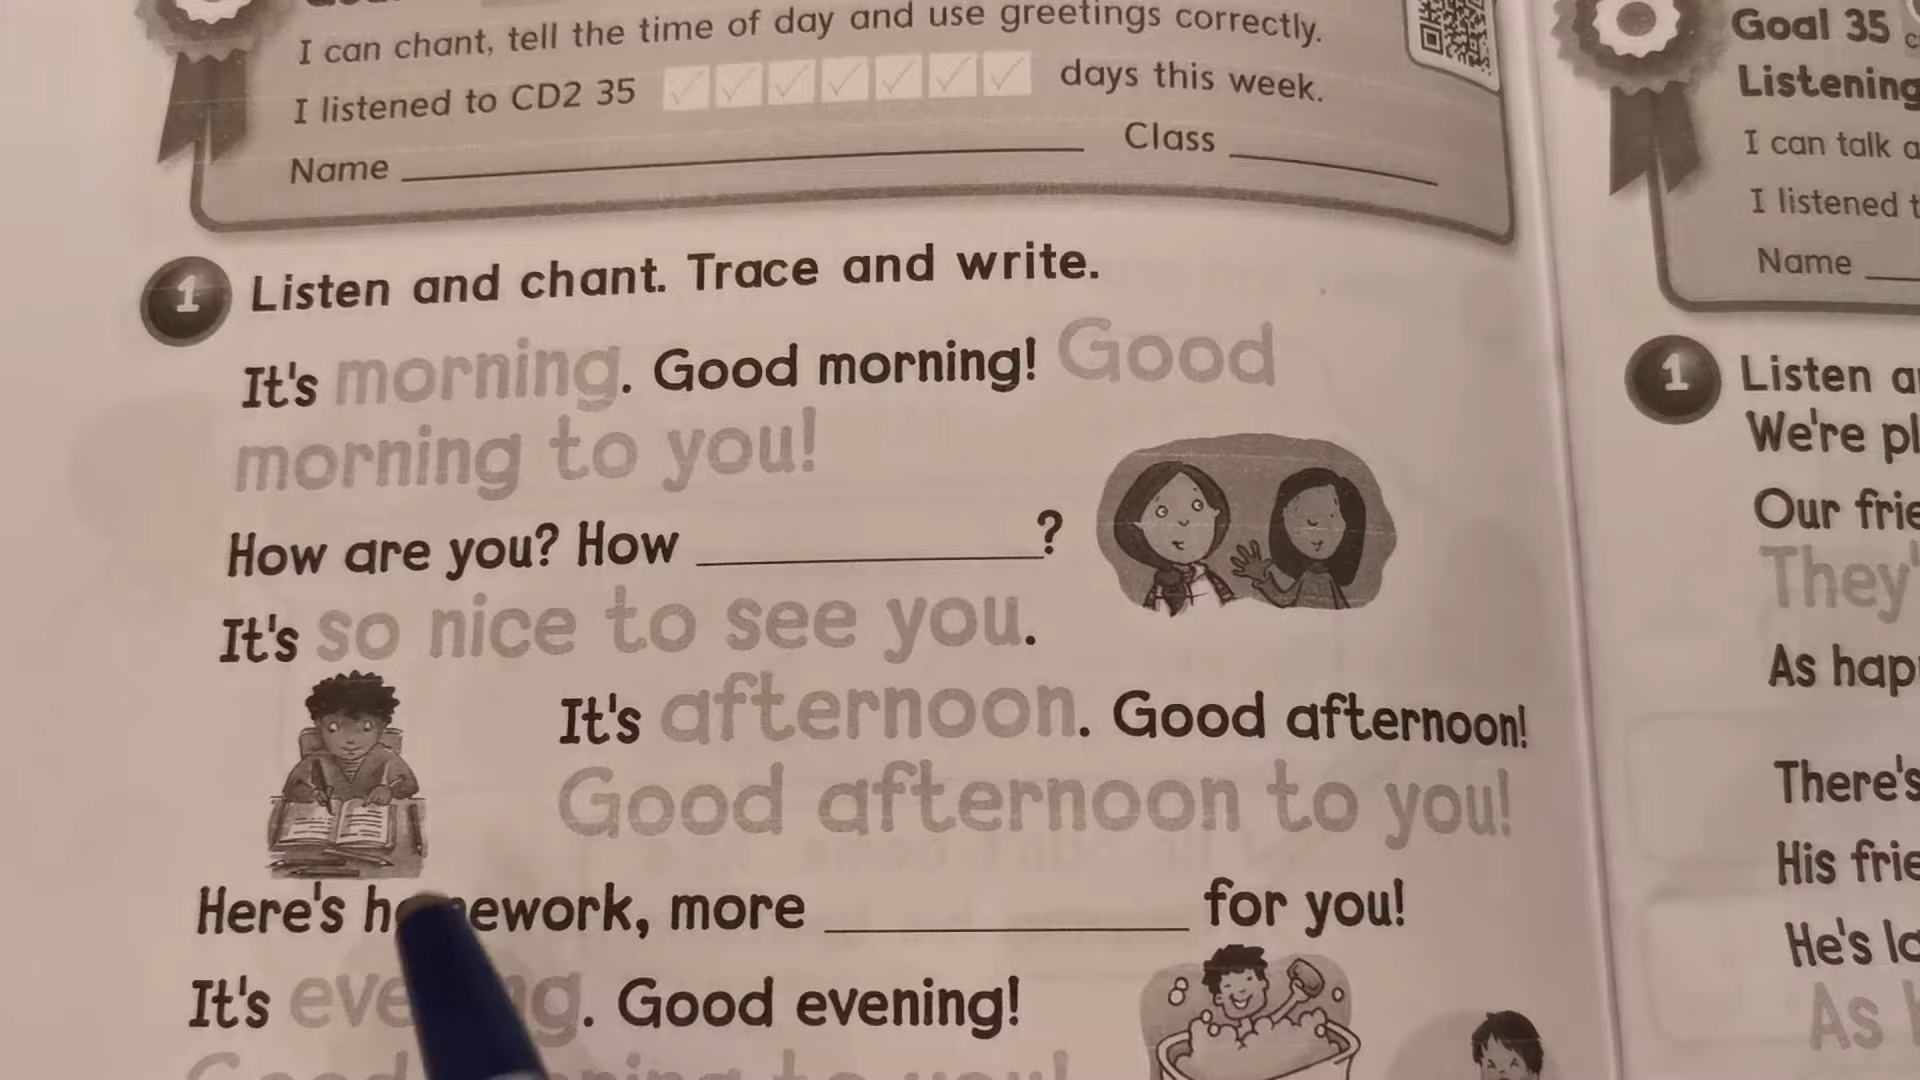 I can chant, tell the time of day and use greetings correctly.
I listened to CD2 35 days this week.
Name Class
1 Listen and chant. Trace and write.
It's morning. Good morning! Good
morning to you!
How are you? How ?
It's so nice to see you.
It's afternoon. Good afternoon!
Good afternoon to you!
Here's homework, more for you!
It's evening. Good evening!
Goal 35
Listening
I can talk
I listened
Name
1 Listen
We're
Our
They'
As
There's
His
He's
As